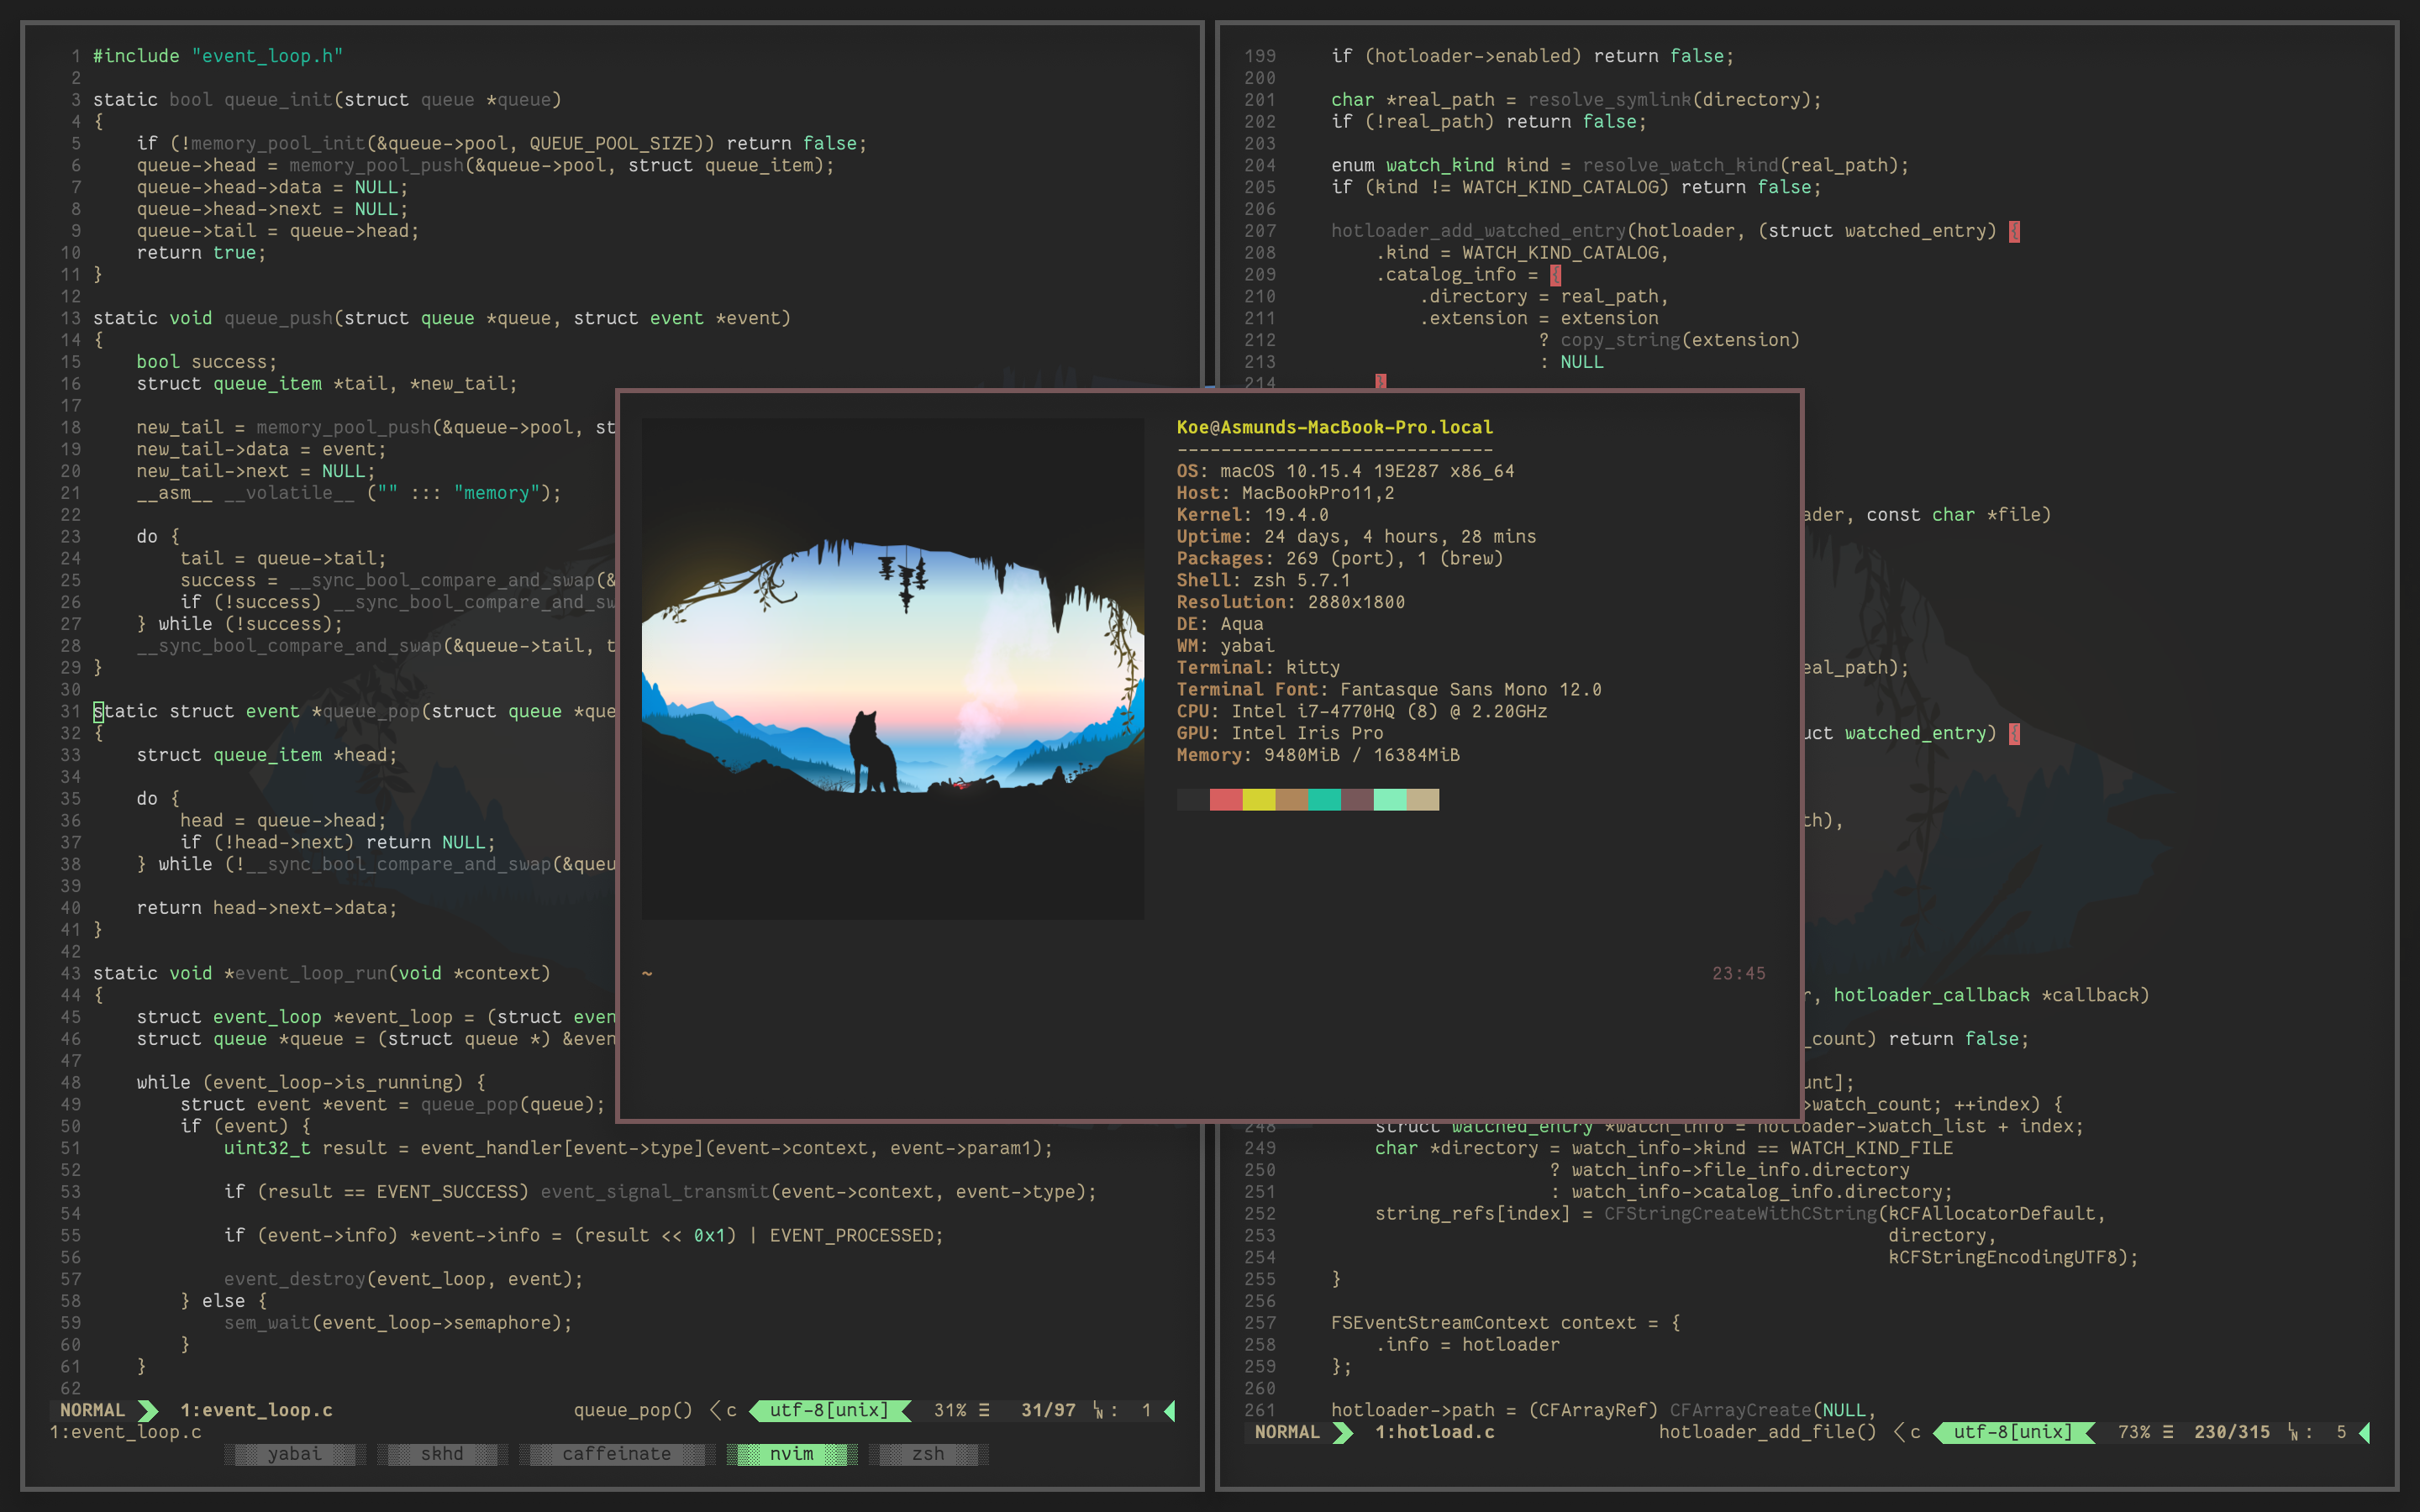 1 #include "event_loop.h"
2
3 static bool queue_init(struct queue *queue)
4 {
5     if (!memory_pool_init(&queue->pool, QUEUE_POOL_SIZE)) return false;
6     queue->head = memory_pool_push(&queue->pool, struct queue_item);
7     queue->head->data = NULL;
8     queue->head->next = NULL;
9     queue->tail = queue->head;
10     return true;
11 }
12
13 static void queue_push(struct queue *queue, struct event *event)
14 {
15     bool success;
16     struct queue_item *tail, *new_tail;
17
18     new_tail = memory_pool_push(&queue->pool, st
19     new_tail->data = event;
20     new_tail->next = NULL;
21     __asm__ __volatile__ ("" ::: "memory");
22
23     do {
24         tail = queue->tail;
25         success = __sync_bool_compare_and_swap(&
26         if (!success) __sync_bool_compare_and_sw
27     } while (!success);
28     __sync_bool_compare_and_swap(&queue->tail, t
29 }
30
31 static struct event *queue_pop(struct queue *que
32 {
33     struct queue_item *head;
34
35     do {
36         head = queue->head;
37         if (!head->next) return NULL;
38     } while (!__sync_bool_compare_and_swap(&queu
39
40     return head->next->data;
41 }
42
43 static void *event_loop_run(void *context)
44 {
45     struct event_loop *event_loop = (struct even
46     struct queue *queue = (struct queue *) &even
47
48     while (event_loop->is_running) {
49         struct event *event = queue_pop(queue);
50         if (event) {
51             uint32_t result = event_handler[event->type](event->context, event->param1);
52
53             if (result == EVENT_SUCCESS) event_signal_transmit(event->context, event->type);
54
55             if (event->info) *event->info = (result << 0x1) | EVENT_PROCESSED;
56
57             event_destroy(event_loop, event);
58         } else {
59             sem_wait(event_loop->semaphore);
60         }
61     }
62
NORMAL 1:event_loop.c queue_pop() c utf-8[unix] 31% ≡ 31/97 LN : 1
1:event_loop.c
yabai skhd caffeinate nvim zsh
Koe@Asmunds-MacBook-Pro.local
-----------------------------
OS: macOS 10.15.4 19E287 x86_64
Host: MacBookPro11,2
Kernel: 19.4.0
Uptime: 24 days, 4 hours, 28 mins
Packages: 269 (port), 1 (brew)
Shell: zsh 5.7.1
Resolution: 2880x1800
DE: Aqua
WM: yabai
Terminal: kitty
Terminal Font: Fantasque Sans Mono 12.0
CPU: Intel i7-4770HQ (8) @ 2.20GHz
GPU: Intel Iris Pro
Memory: 9480MiB / 16384MiB
~ 23:45
199     if (hotloader->enabled) return false;
200
201     char *real_path = resolve_symlink(directory);
202     if (!real_path) return false;
203
204     enum watch_kind kind = resolve_watch_kind(real_path);
205     if (kind != WATCH_KIND_CATALOG) return false;
206
207     hotloader_add_watched_entry(hotloader, (struct watched_entry) {
208         .kind = WATCH_KIND_CATALOG,
209         .catalog_info = {
210             .directory = real_path,
211             .extension = extension
212                        ? copy_string(extension)
213                        : NULL
214         }
ader, const char *file)
eal_path);
uct watched_entry) {
th),
r, hotloader_callback *callback)
_count) return false;
unt];
>watch_count; ++index) {
248         struct watched_entry *watch_info = hotloader->watch_list + index;
249         char *directory = watch_info->kind == WATCH_KIND_FILE
250                         ? watch_info->file_info.directory
251                         : watch_info->catalog_info.directory;
252         string_refs[index] = CFStringCreateWithCString(kCFAllocatorDefault,
253                                                        directory,
254                                                        kCFStringEncodingUTF8);
255     }
256
257     FSEventStreamContext context = {
258         .info = hotloader
259     };
260
261     hotloader->path = (CFArrayRef) CFArrayCreate(NULL,
NORMAL 1:hotload.c hotloader_add_file() c utf-8[unix] 73% ≡ 230/315 LN : 5